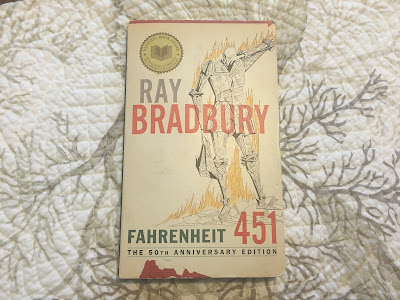 RAY
BRADBURY
FAHRENHEIT 451
THE 50TH ANNIVERSARY EDITION